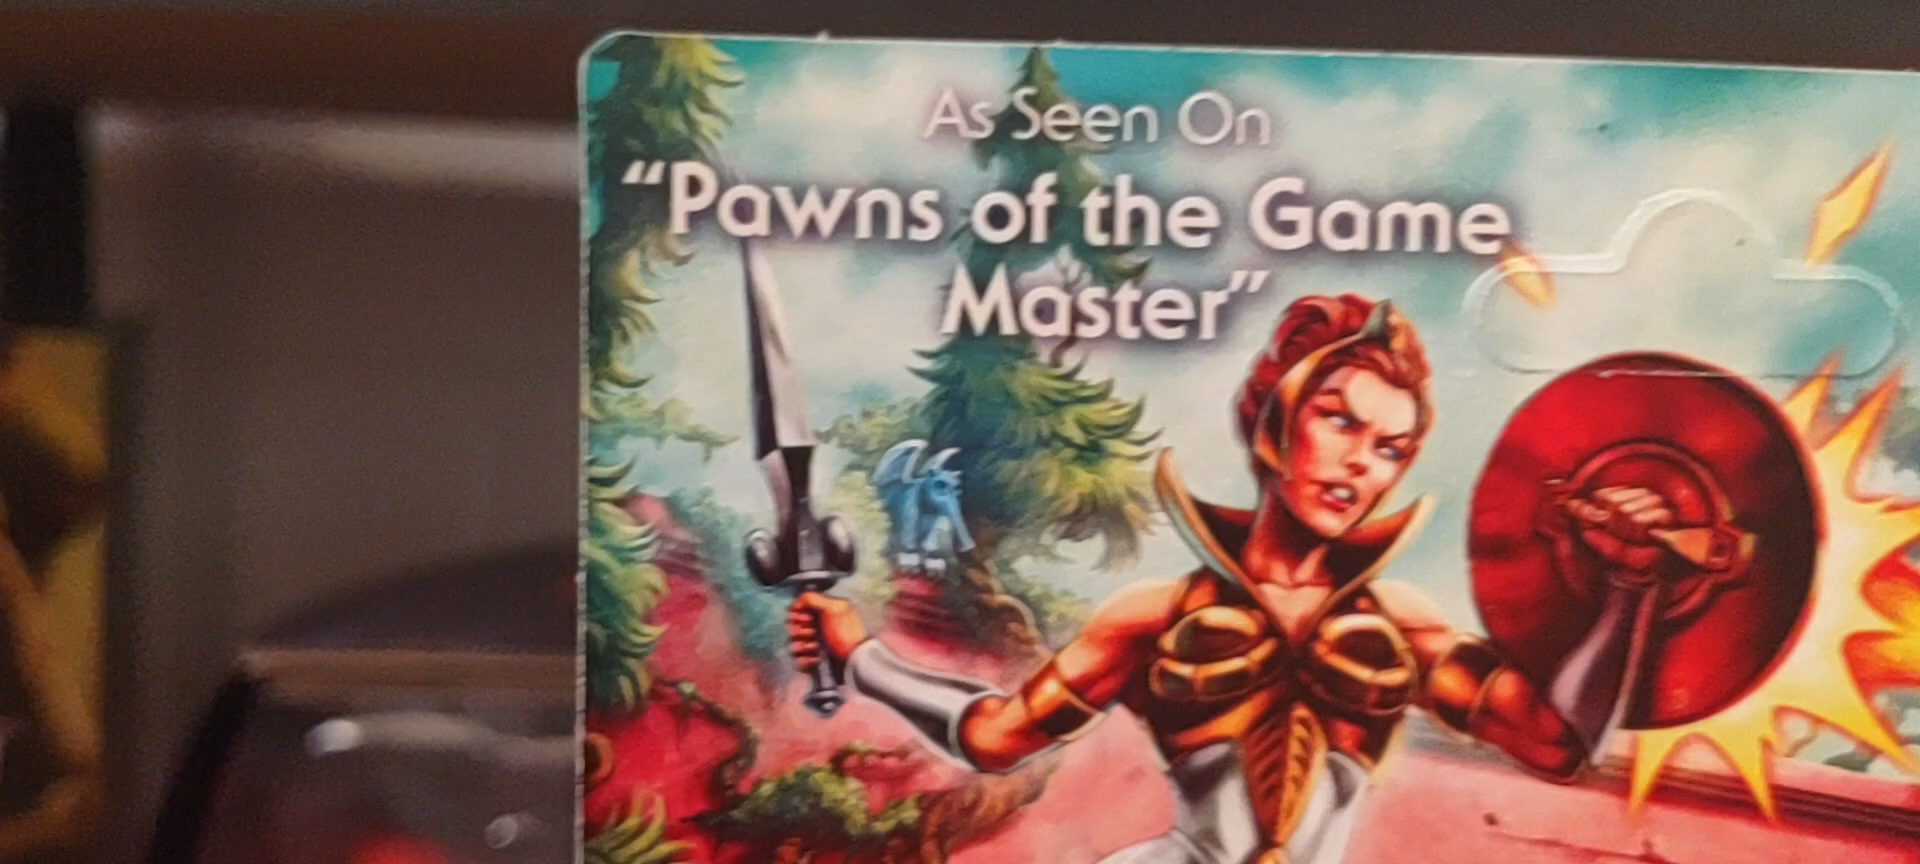 As Seen On
“Pawns of the Game
Master”